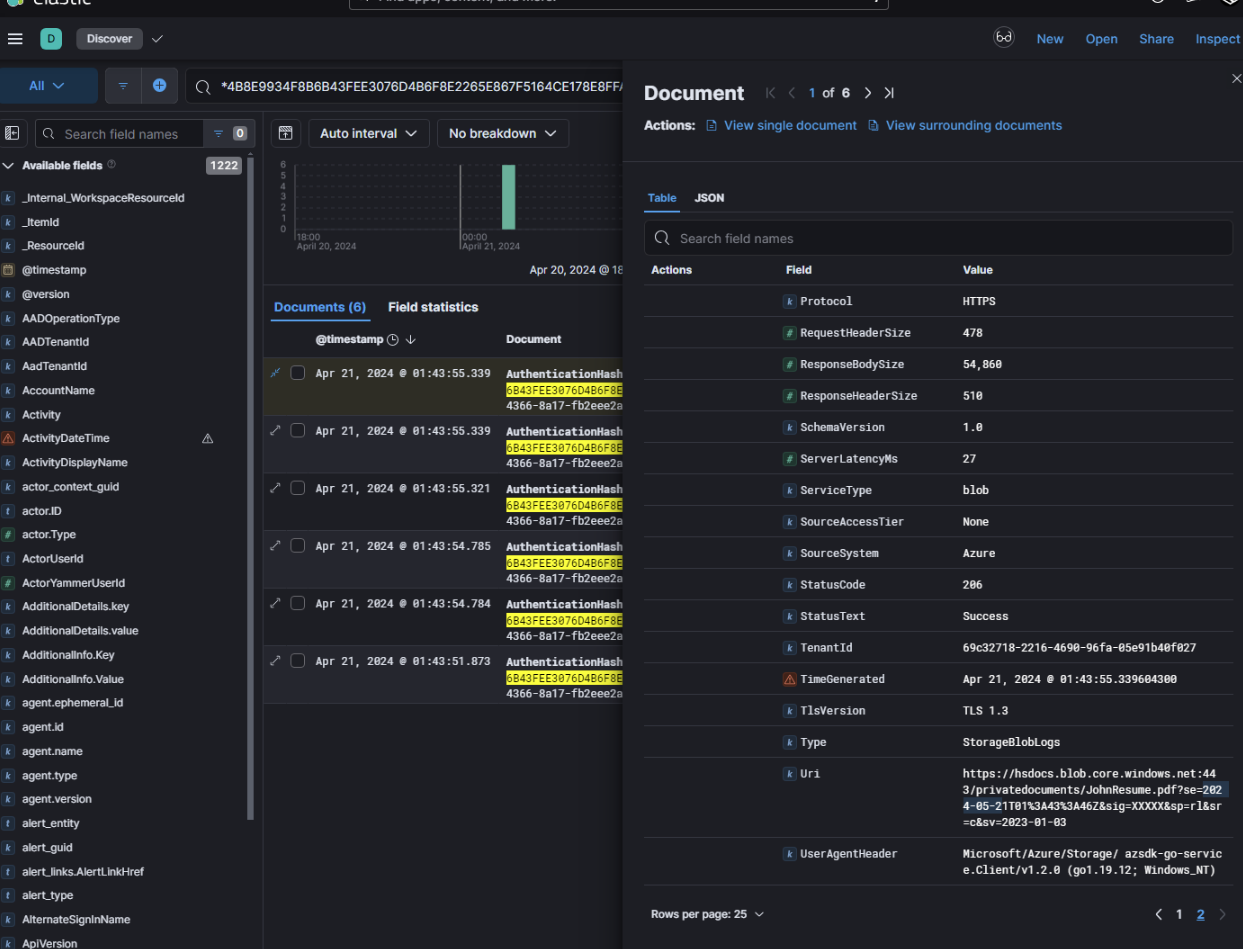 elastic
Find apps, content, and more.
D
Discover
New
Open
Share
Inspect
All
*4B8E9934F8B6B43FEE3076D4B6F8E2265E867F5164CE178E8FF
Search field names
0
Available fields
1222
k _Internal_WorkspaceResourceId
k _ItemId
k _ResourceId
@timestamp
k @version
k AADOperationType
k AADTenantId
k AadTenantId
k AccountName
k Activity
ActivityDateTime
k ActivityDisplayName
k actor_context_guid
t actor.ID
# actor.Type
t ActorUserId
# ActorYammerUserId
k AdditionalDetails.key
k AdditionalDetails.value
k AdditionalInfo.Key
k AdditionalInfo.Value
k agent.ephemeral_id
k agent.id
k agent.name
k agent.type
k agent.version
k alert_entity
k alert_guid
t alert_links.AlertLinkHref
k alert_type
k AlternateSignInName
k ApiVersion
Auto interval
No breakdown
6
5
4
3
2
1
0
18:00
April 20, 2024
00:00
April 21, 2024
Apr 20, 2024 @ 18
Documents (6)
Field statistics
@timestamp
Document
Apr 21, 2024 @ 01:43:55.339
AuthenticationHash
6B43FEE3076D4B6F8E
4366-8a17-fb2eee2a
Apr 21, 2024 @ 01:43:55.339
AuthenticationHash
6B43FEE3076D4B6F8E
4366-8a17-fb2eee2a
Apr 21, 2024 @ 01:43:55.321
AuthenticationHash
6B43FEE3076D4B6F8E
4366-8a17-fb2eee2a
Apr 21, 2024 @ 01:43:54.785
AuthenticationHash
6B43FEE3076D4B6F8E
4366-8a17-fb2eee2a
Apr 21, 2024 @ 01:43:54.784
AuthenticationHash
6B43FEE3076D4B6F8E
4366-8a17-fb2eee2a
Apr 21, 2024 @ 01:43:51.873
AuthenticationHash
6B43FEE3076D4B6F8E
4366-8a17-fb2eee2a
Document
1 of 6
Actions: View single document View surrounding documents
Table
JSON
Search field names
Actions Field Value
k Protocol HTTPS
# RequestHeaderSize 478
# ResponseBodySize 54,860
# ResponseHeaderSize 510
k SchemaVersion 1.0
# ServerLatencyMs 27
k ServiceType blob
k SourceAccessTier None
k SourceSystem Azure
k StatusCode 206
k StatusText Success
k TenantId 69c32718-2216-4690-96fa-05e91b40f027
TimeGenerated Apr 21, 2024 @ 01:43:55.339604300
k TlsVersion TLS 1.3
k Type StorageBlobLogs
k Uri https://hsdocs.blob.core.windows.net:44
3/privatedocuments/JohnResume.pdf?se=202
4-05-21T01%3A43%3A46Z&sig=XXXXX&sp=rl&sr
=c&sv=2023-01-03
k UserAgentHeader Microsoft/Azure/Storage/ azsdk-go-servic
e.Client/v1.2.0 (go1.19.12; Windows_NT)
Rows per page: 25
1
2